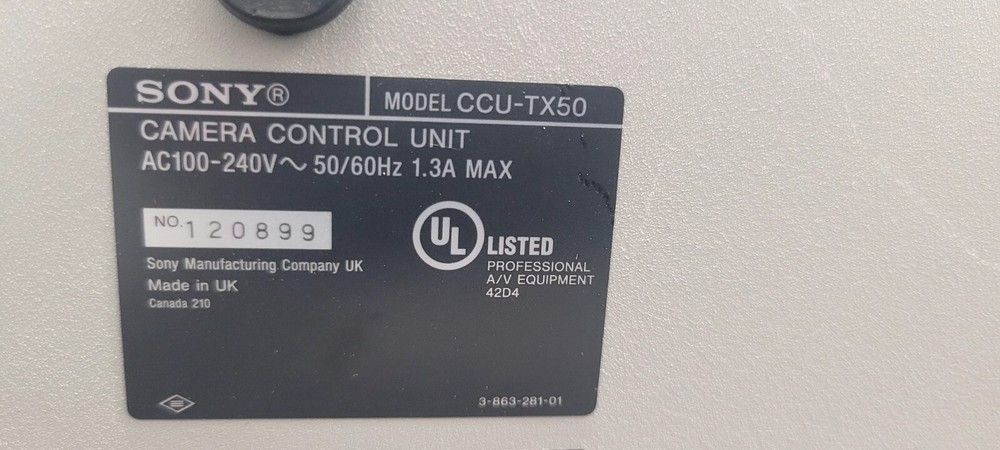 SONY®
MODEL CCU-TX50
CAMERA CONTROL UNIT
AC100-240V～ 50/60Hz 1.3A MAX
NO. 120899
UL LISTED
PROFESSIONAL
A/V EQUIPMENT
42D4
Sony Manufacturing Company UK
Made in UK
Canada 210
3-863-281-01